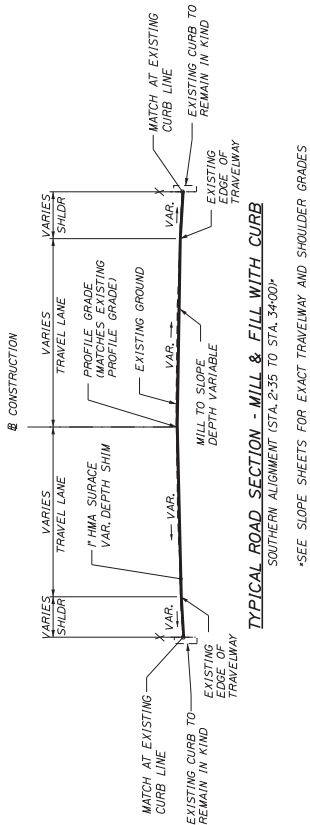 ℄ CONSTRUCTION
VARIES
SHLDR
VARIES
TRAVEL LANE
VARIES
TRAVEL LANE
VARIES
SHLDR
MATCH AT EXISTING
CURB LINE
EXISTING CURB TO
REMAIN IN KIND
1" HMA SURACE
VAR. DEPTH SHIM
PROFILE GRADE
(MATCHES EXISTING
PROFILE GRADE)
EXISTING GROUND
MATCH AT EXISTING
CURB LINE
EXISTING CURB TO
REMAIN IN KIND
X
VAR.
VAR.
VAR.
VAR.
X
EXISTING
EDGE OF
TRAVELWAY
MILL TO SLOPE
DEPTH VARIABLE
EXISTING
EDGE OF
TRAVELWAY
TYPICAL ROAD SECTION - MILL & FILL WITH CURB
SOUTHERN ALIGNMENT (STA. 2+35 TO STA. 34+00)*
*SEE SLOPE SHEETS FOR EXACT TRAVELWAY AND SHOULDER GRADES